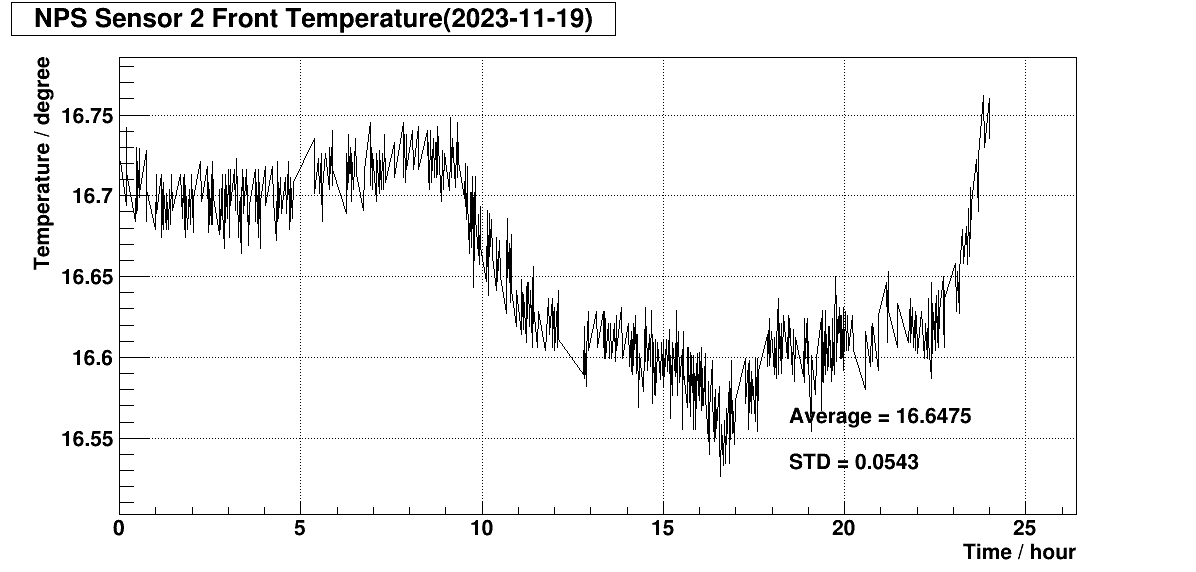 NPS Sensor 2 Front Temperature(2023-11-19)
Temperature / degree
16.75
16.7
16.65
16.6
16.55
Average = 16.6475
STD = 0.0543
0 5 10 15 20 25
Time / hour